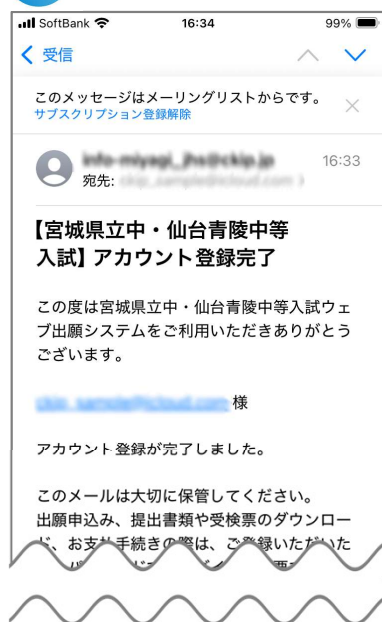 SoftBank 16:34 99%
受信
このメッセージはメーリングリストからです。
サブスクリプション登録解除
16:33
宛先:
【宮城県立中・仙台青陵中等
入試】アカウント登録完了
この度は宮城県立中・仙台青陵中等入試ウェ
ブ出願システムをご利用いただきありがとう
ございます。
様
アカウント登録が完了しました。
このメールは大切に保管してください。
出願申込み、提出書類や受検票のダウンロー
ド、お支払手続きの際は、ご登録いただいた